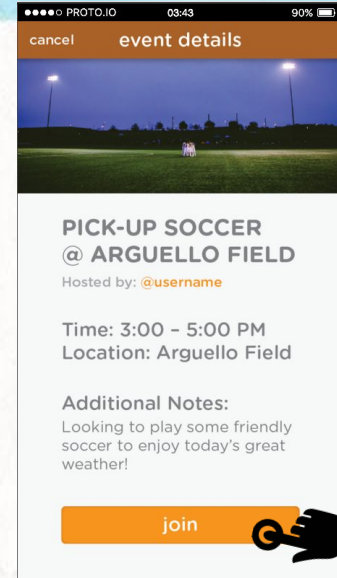 PROTO.IO 03:43 90%
cancel event details
PICK-UP SOCCER
@ ARGUELLO FIELD
Hosted by: @username
Time: 3:00 – 5:00 PM
Location: Arguello Field
Additional Notes:
Looking to play some friendly
soccer to enjoy today's great
weather!
join